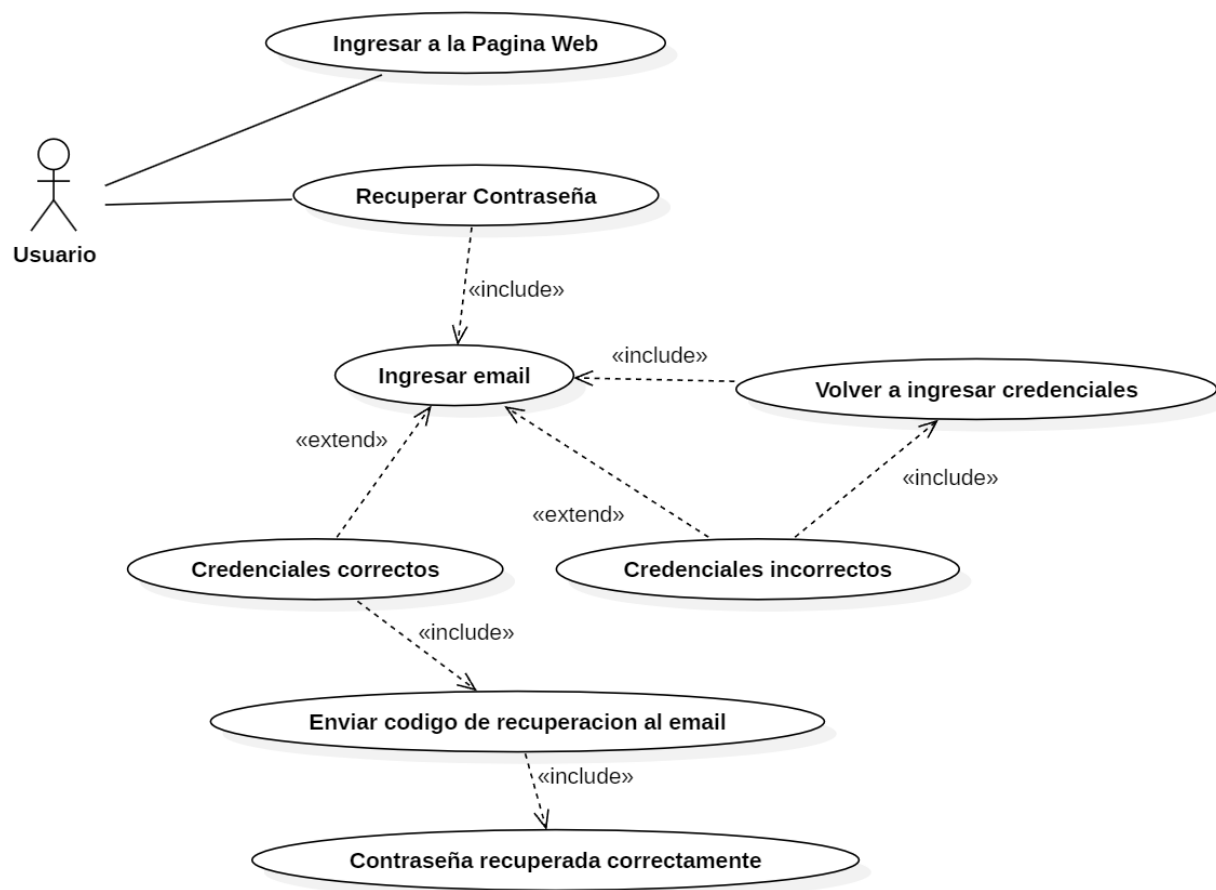 Ingresar a la Pagina Web
Recuperar Contraseña
Usuario
«include»
Ingresar email
«include»
Volver a ingresar credenciales
«extend»
«include»
«extend»
Credenciales correctos
Credenciales incorrectos
«include»
Enviar codigo de recuperacion al email
«include»
Contraseña recuperada correctamente